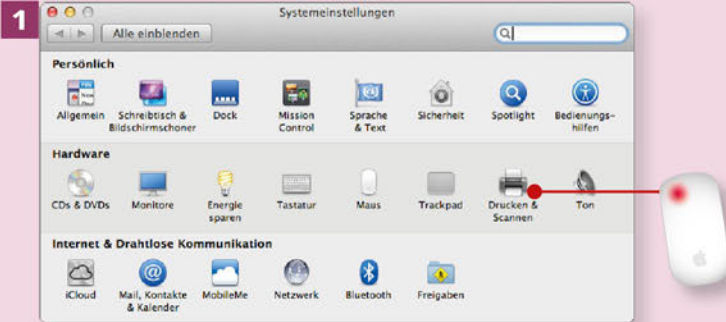 1
Systemeinstellungen
Alle einblenden
Persönlich
Allgemein
Schreibtisch &
Bildschirmschoner
Dock
Mission
Control
Sprache
& Text
Sicherheit
Spotlight
Bedienungs-
hilfen
Hardware
CDs & DVDs
Monitore
Energie
sparen
Tastatur
Maus
Trackpad
Drucken &
Scannen
Ton
Internet & Drahtlose Kommunikation
iCloud
Mail, Kontakte
& Kalender
MobileMe
Netzwerk
Bluetooth
Freigaben